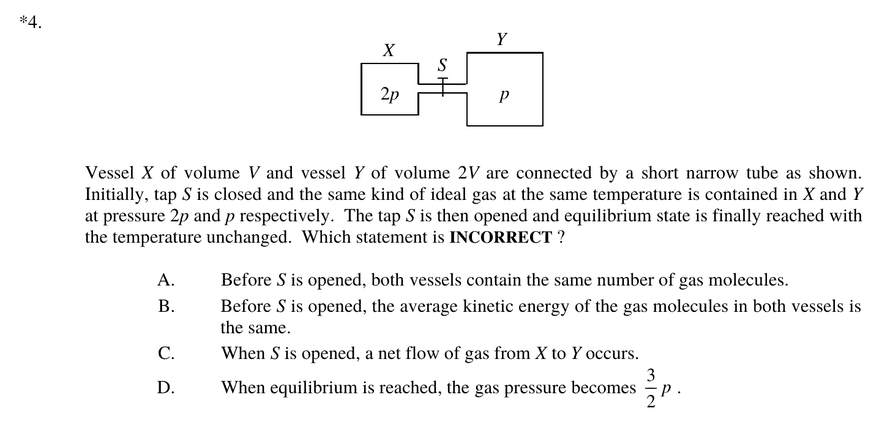 *4.
X
Y
S
2p
p
Vessel X of volume V and vessel Y of volume 2V are connected by a short narrow tube as shown.
Initially, tap S is closed and the same kind of ideal gas at the same temperature is contained in X and Y
at pressure 2p and p respectively. The tap S is then opened and equilibrium state is finally reached with
the temperature unchanged. Which statement is INCORRECT ?
A. Before S is opened, both vessels contain the same number of gas molecules.
B. Before S is opened, the average kinetic energy of the gas molecules in both vessels is
the same.
C. When S is opened, a net flow of gas from X to Y occurs.
D. When equilibrium is reached, the gas pressure becomes 3/2 p .